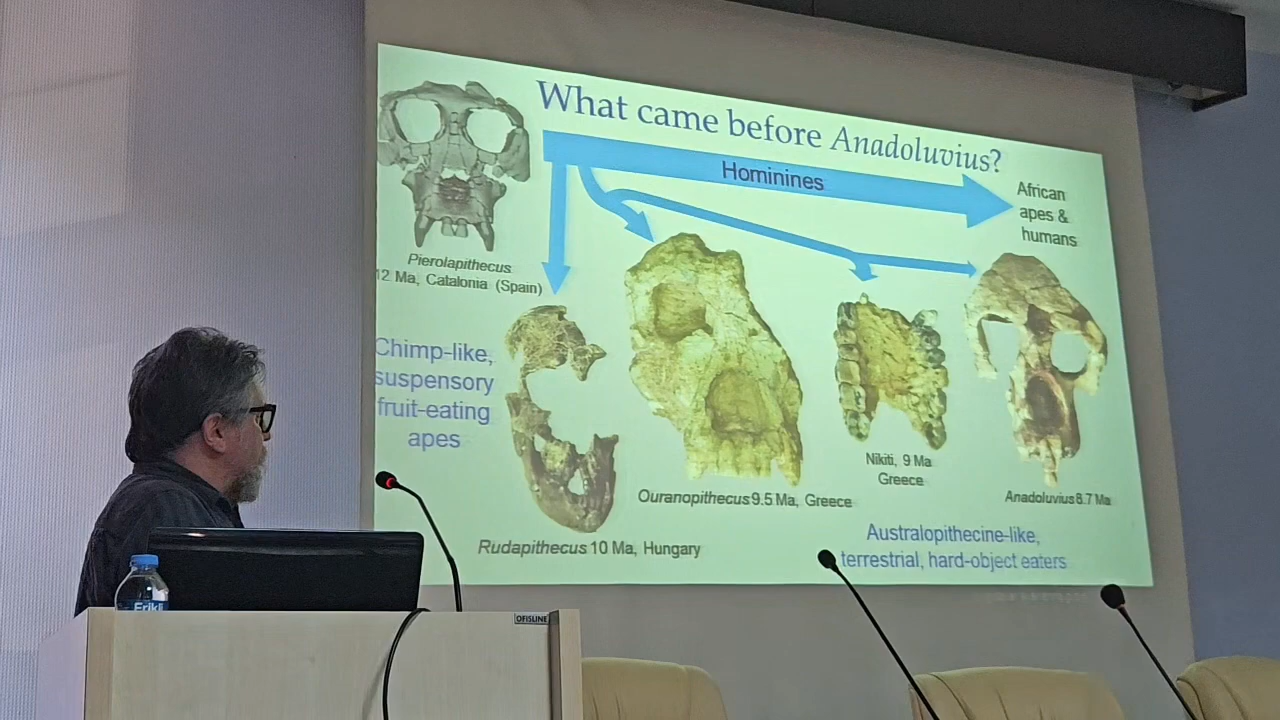 What came before Anadoluvius?
Hominines
African
apes &
humans
Pierolapithecus
12 Ma, Catalonia (Spain)
Chimp-like,
suspensory
fruit-eating
apes
Rudapithecus 10 Ma, Hungary
Ouranopithecus 9.5 Ma, Greece
Nikiti, 9 Ma
Greece
Anadoluvius 8.7 Ma
Australopithecine-like,
terrestrial, hard-object eaters
Erikli
OFISLINE